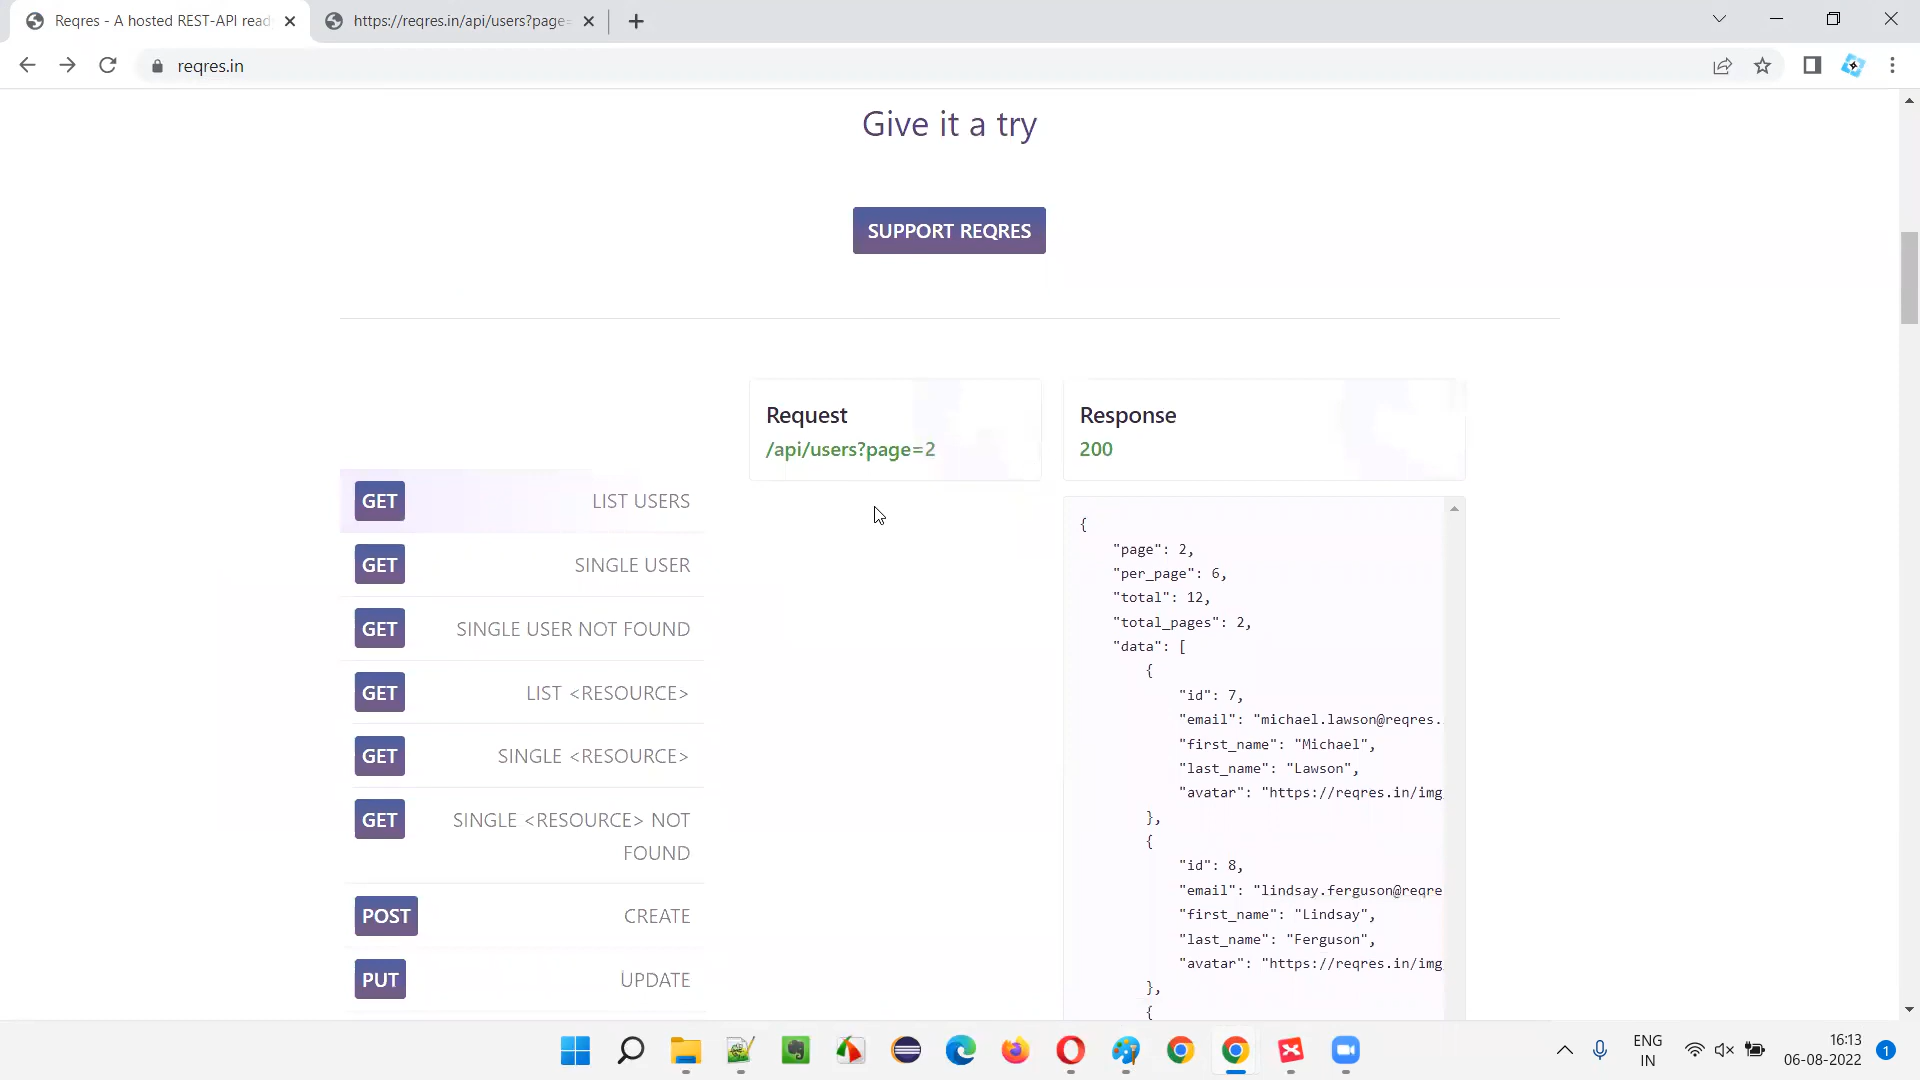 Reqres - A hosted REST-API read
https://reqres.in/api/users?page=
reqres.in
Give it a try
SUPPORT REQRES
Request
/api/users?page=2
Response
200
GET LIST USERS
GET SINGLE USER
GET SINGLE USER NOT FOUND
GET LIST <RESOURCE>
GET SINGLE <RESOURCE>
GET SINGLE <RESOURCE> NOT
FOUND
POST CREATE
PUT UPDATE
{
"page": 2,
"per_page": 6,
"total": 12,
"total_pages": 2,
"data": [
{
"id": 7,
"email": "michael.lawson@reqres.
"first_name": "Michael",
"last_name": "Lawson",
"avatar": "https://reqres.in/img
},
{
"id": 8,
"email": "lindsay.ferguson@reqre
"first_name": "Lindsay",
"last_name": "Ferguson",
"avatar": "https://reqres.in/img
},
{
ENG
IN
16:13
06-08-2022
1